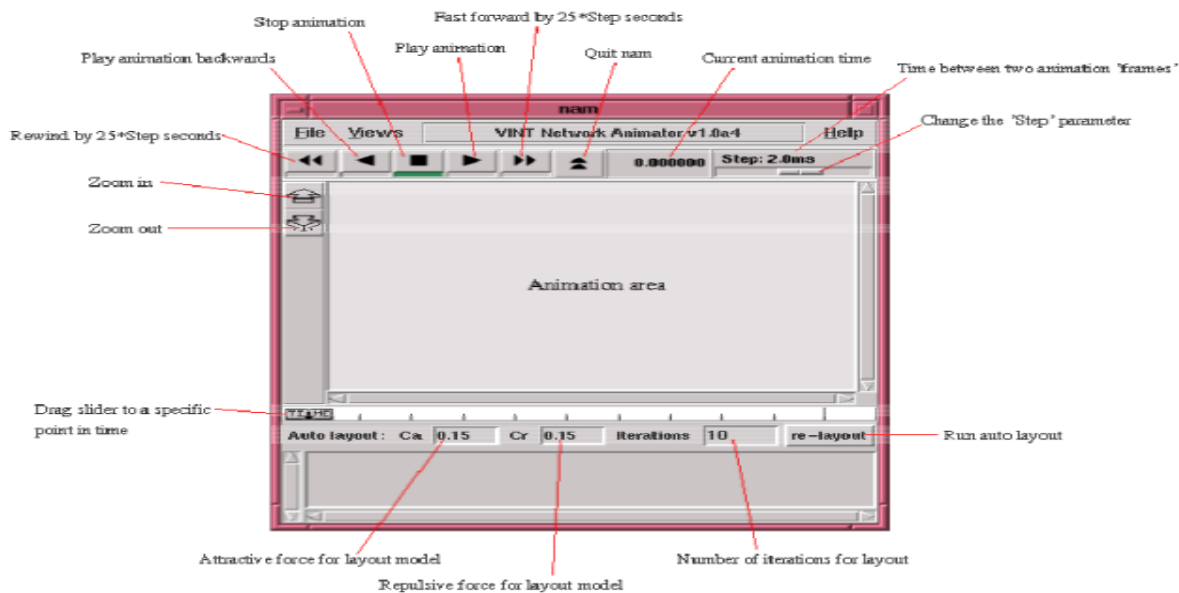 Fast forward by 25*Step seconds
Stop animation
Play animation
Quit nam
Play animation backwards
Current animation time
Time between two animation 'frames'
nam
Change the 'Step' parameter
File Views VINT Network Animator v1.0a4 Help
Rewind by 25*Step seconds
0.000000 Step: 2.0ms
Zoom in
Zoom out
Animation area
Drag slider to a specific
point in time
TIME
Auto layout: Ca 0.15 Cr 0.15 Iterations 10 re-layout
Run auto layout
Attractive force for layout model
Number of iterations for layout
Repulsive force for layout model